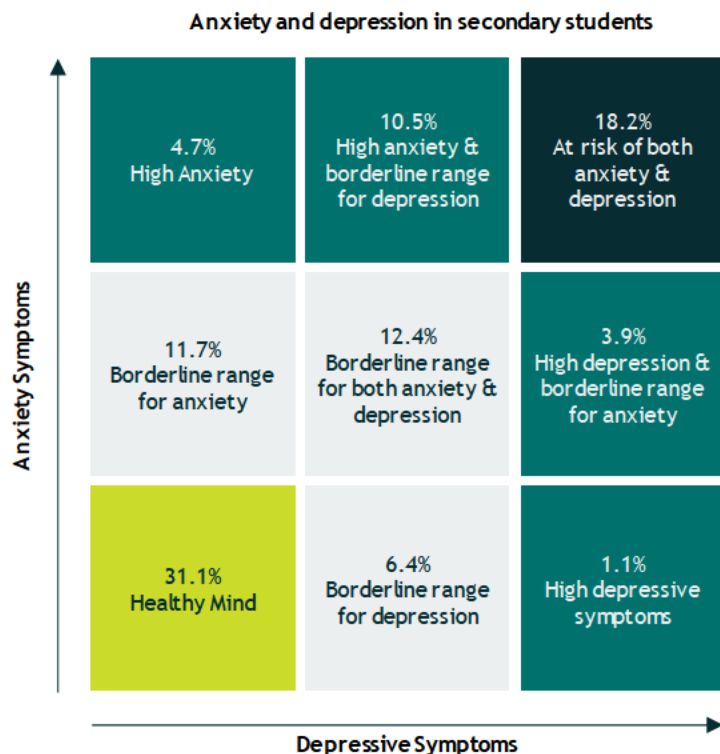 Anxiety and depression in secondary students
4.7%
High Anxiety
10.5%
High anxiety &
borderline range
for depression
18.2%
At risk of both
anxiety &
depression
Anxiety Symptoms
11.7%
Borderline range
for anxiety
12.4%
Borderline range
for both anxiety &
depression
3.9%
High depression &
borderline range
for anxiety
31.1%
Healthy Mind
6.4%
Borderline range
for depression
1.1%
High depressive
symptoms
Depressive Symptoms